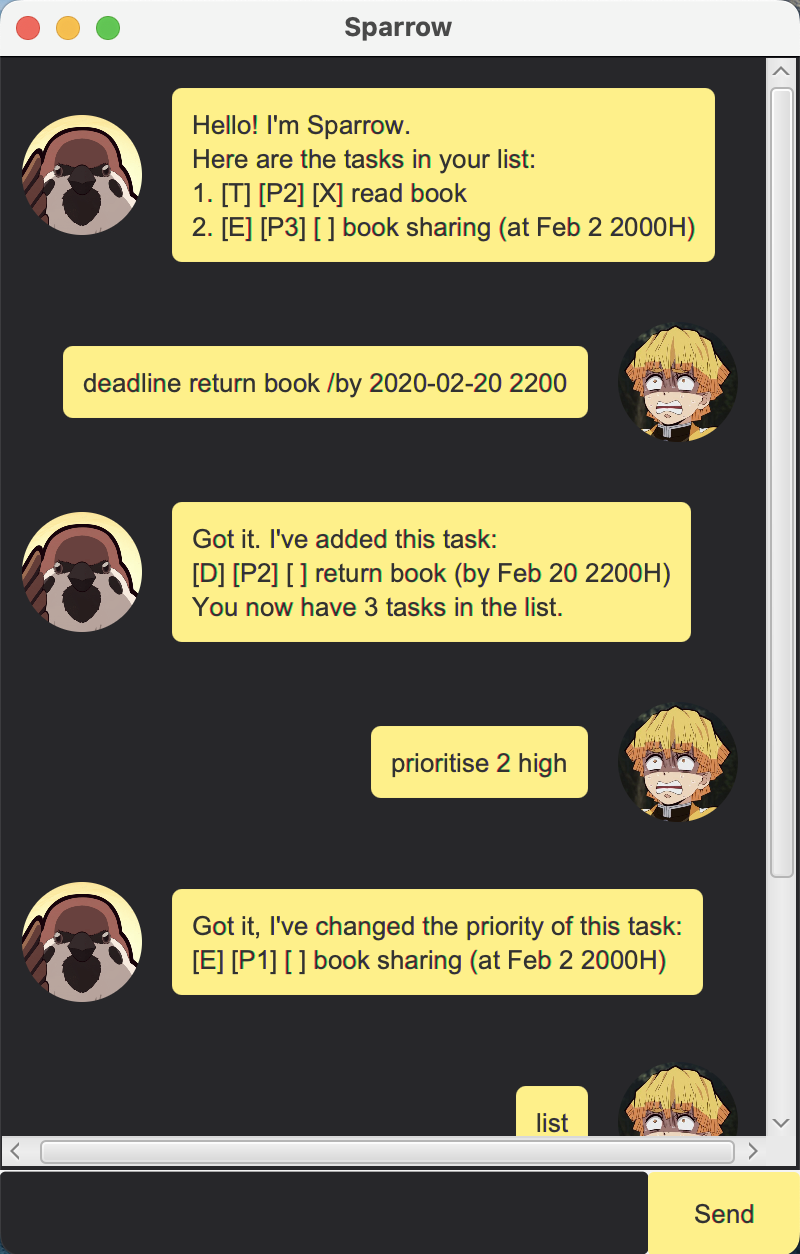 Sparrow
Hello! I'm Sparrow.
Here are the tasks in your list:
1. [T] [P2] [X] read book
2. [E] [P3] [ ] book sharing (at Feb 2 2000H)
deadline return book /by 2020-02-20 2200
Got it. I've added this task:
[D] [P2] [ ] return book (by Feb 20 2200H)
You now have 3 tasks in the list.
prioritise 2 high
Got it, I've changed the priority of this task:
[E] [P1] [ ] book sharing (at Feb 2 2000H)
list
Send